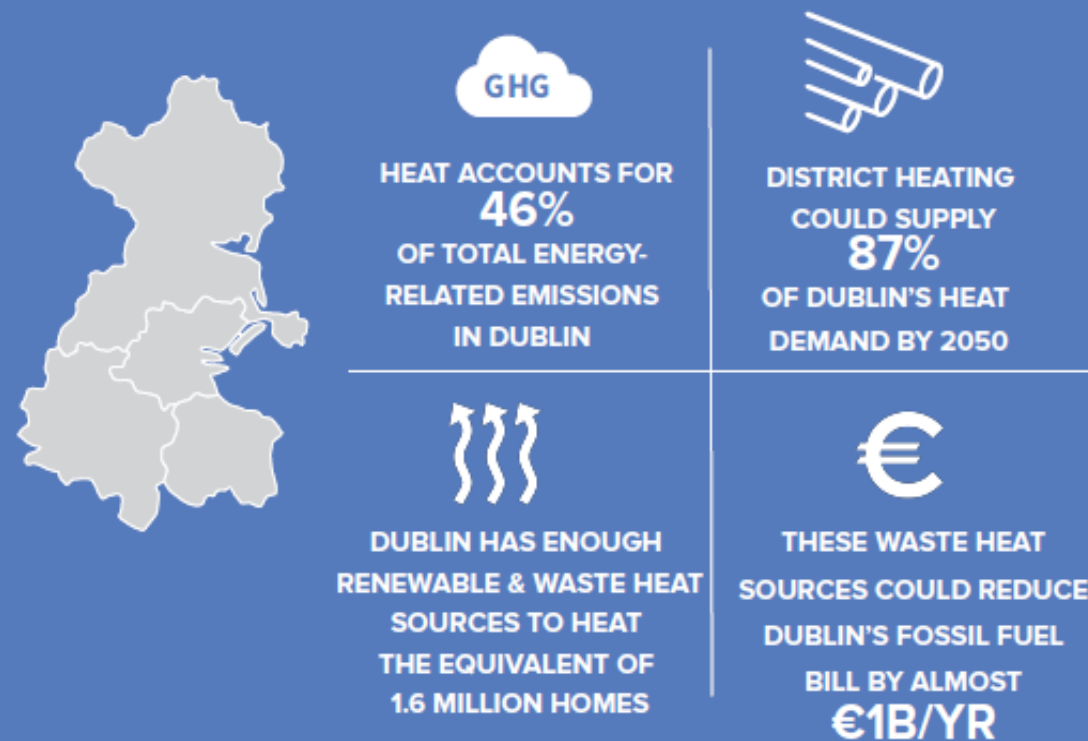 GHG
HEAT ACCOUNTS FOR
46%
OF TOTAL ENERGY-
RELATED EMISSIONS
IN DUBLIN
DISTRICT HEATING
COULD SUPPLY
87%
OF DUBLIN'S HEAT
DEMAND BY 2050
DUBLIN HAS ENOUGH
RENEWABLE & WASTE HEAT
SOURCES TO HEAT
THE EQUIVALENT OF
1.6 MILLION HOMES
€
THESE WASTE HEAT
SOURCES COULD REDUCE
DUBLIN'S FOSSIL FUEL
BILL BY ALMOST
€1B/YR